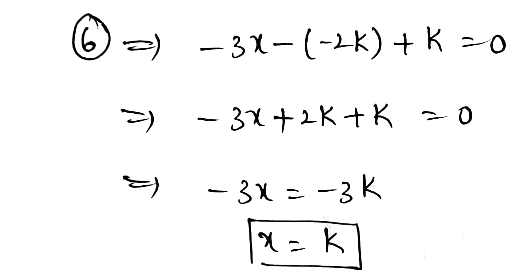 ⑥ ⇒ -3x-(-2K)+K=0
⇒ -3x+2K+K=0
⇒ -3x=-3K
x=K